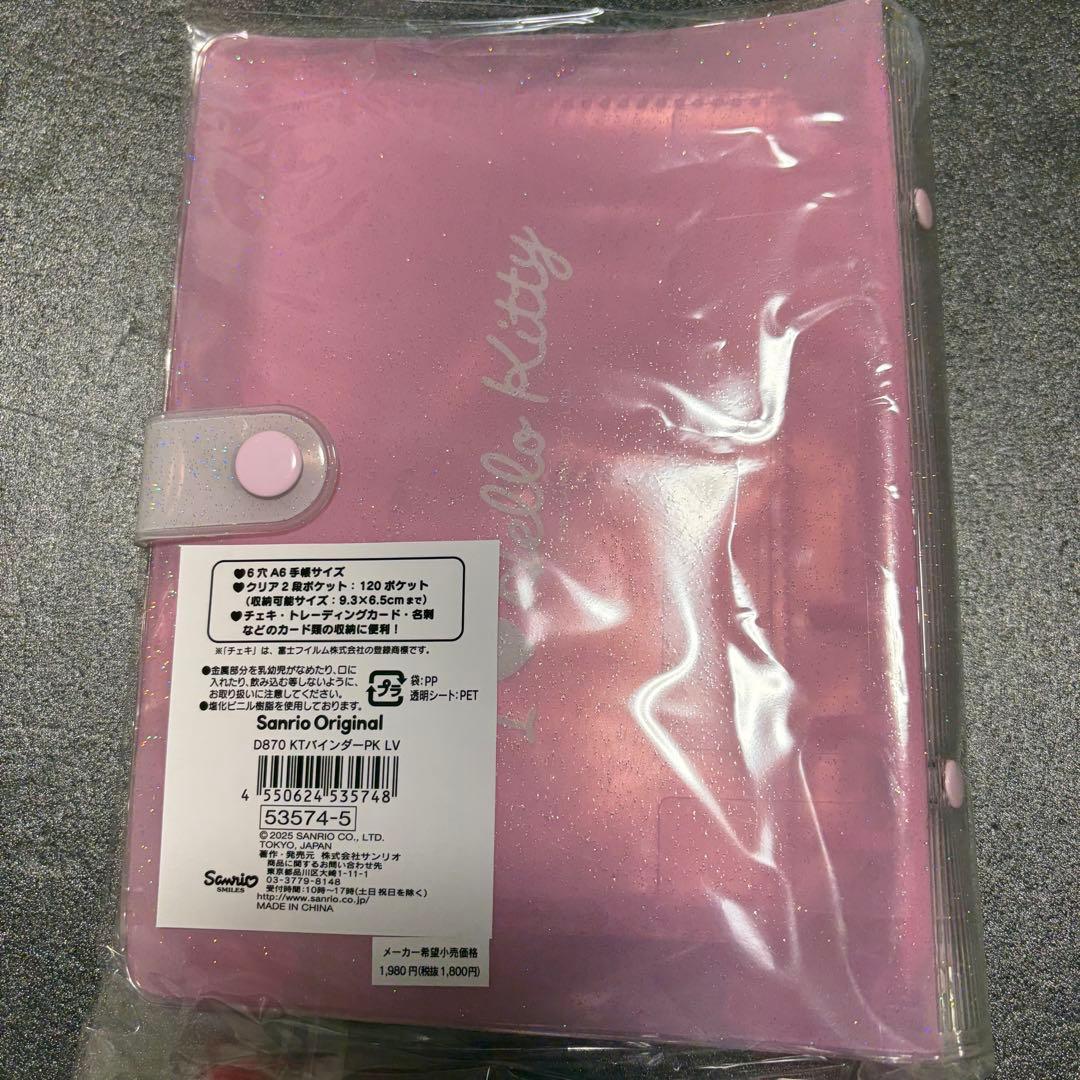 I Hello Kitty
♥6穴A6手帳サイズ
♥クリア2段ポケット：120ポケット
(収納可能サイズ：9.3×6.5cmまで)
♥チェキ・トレーディングカード・名刺
などのカード類の収納に便利！
※「チェキ」は、富士フイルム株式会社の登録商標です。
●金属部分を乳幼児がなめたり、口に
入れたり、飲み込む等しないように、
お取り扱いに注意してください。
●塩化ビニル樹脂を使用しております。
プラ
袋:PP
透明シート:PET
Sanrio Original
D870 KTバインダーPK LV
4 550624 535748
53574-5
© 2025 SANRIO CO., LTD.
TOKYO, JAPAN
著作・発売元 株式会社サンリオ
商品に関するお問い合わせ先
東京都品川区大崎1-11-1
03-3779-8148
受付時間:10時～17時(土日祝日を除く)
http://www.sanrio.co.jp/
MADE IN CHINA
Sanrio
SMILES
メーカー希望小売価格
1,980円(税抜1,800円)